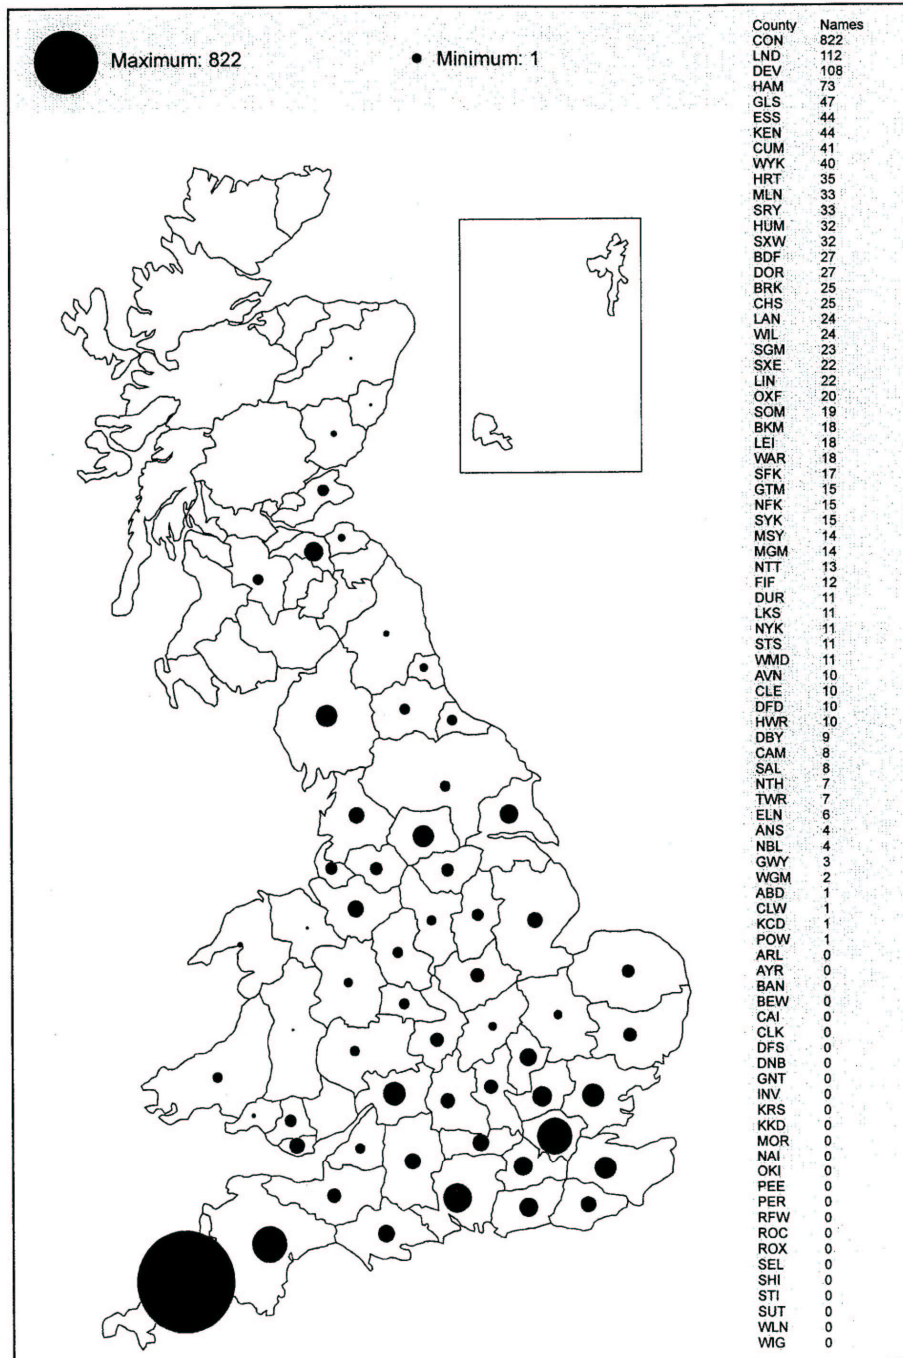 Maximum: 822
Minimum: 1
County Names
CON 822
LND 112
DEV 108
HAM 73
GLS 47
ESS 44
KEN 44
CUM 41
WYK 40
HRT 35
MLN 33
SRY 33
HUM 32
SXW 32
BDF 27
DOR 27
BRK 25
CHS 25
LAN 24
WIL 24
SGM 23
SXE 22
LIN 22
OXF 20
SOM 19
BKM 18
LEI 18
WAR 18
SFK 17
GTM 15
NFK 15
SYK 15
MSY 14
MGM 14
NTT 13
FIF 12
DUR 11
LKS 11
NYK 11
STS 11
WMD 11
AVN 10
CLE 10
DFD 10
HWR 10
DBY 9
CAM 8
SAL 8
NTH 7
TWR 7
ELN 6
ANS 4
NBL 4
GWY 3
WGM 2
ABD 1
CLW 1
KCD 1
POW 1
ARL 0
AYR 0
BAN 0
BEW 0
CAI 0
CLK 0
DFS 0
DNB 0
GNT 0
INV 0
KRS 0
KKD 0
MOR 0
NAI 0
OKI 0
PEE 0
PER 0
RFW 0
ROC 0
ROX 0
SEL 0
SHI 0
STI 0
SUT 0
WLN 0
WIG 0